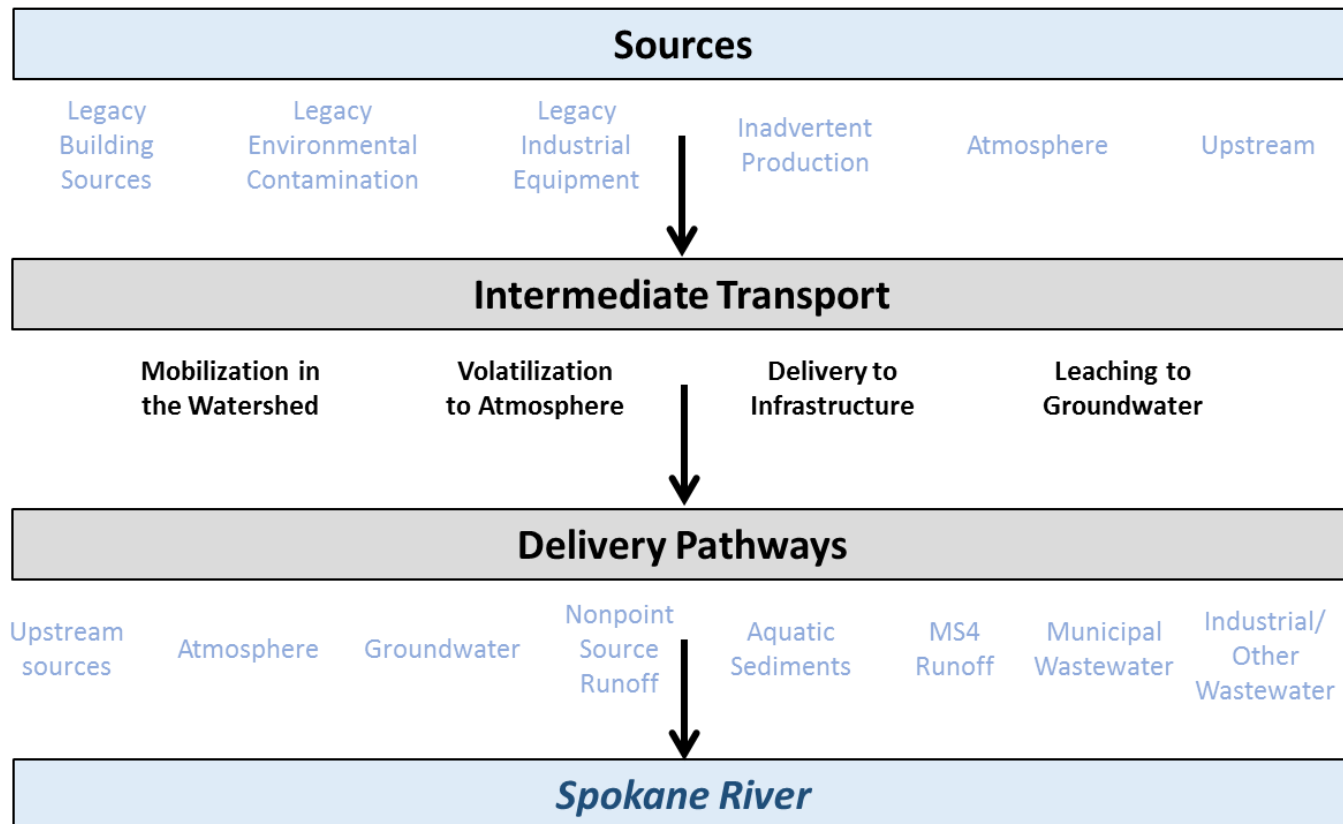 Sources
Legacy
Building
Sources
Legacy
Environmental
Contamination
Legacy
Industrial
Equipment
Inadvertent
Production
Atmosphere
Upstream
Intermediate Transport
Mobilization in
the Watershed
Volatilization
to Atmosphere
Delivery to
Infrastructure
Leaching to
Groundwater
Delivery Pathways
Upstream
sources
Atmosphere
Groundwater
Nonpoint
Source
Runoff
Aquatic
Sediments
MS4
Runoff
Municipal
Wastewater
Industrial/
Other
Wastewater
Spokane River